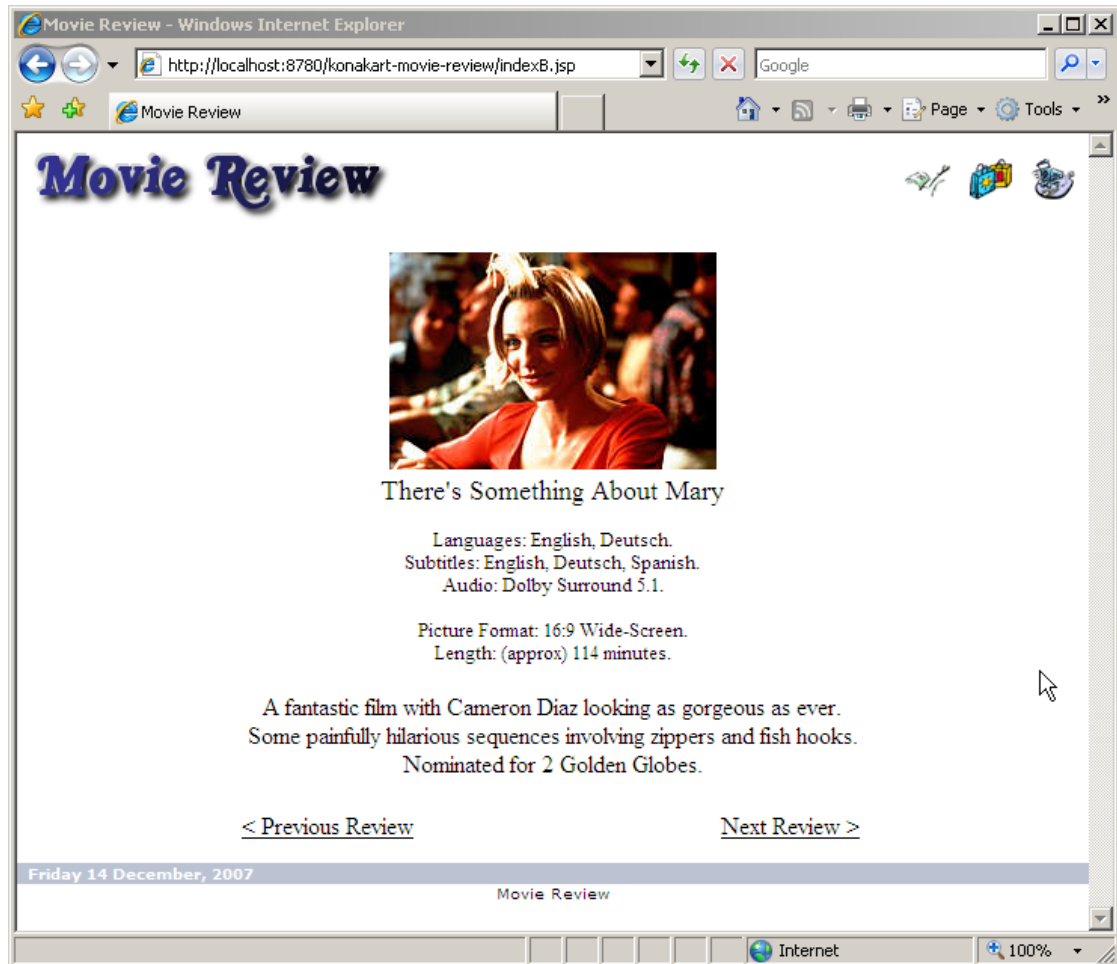 Movie Review - Windows Internet Explorer
http://localhost:8780/konakart-movie-review/indexB.jsp
Google
Movie Review
Page
Tools
»
Movie Review
There's Something About Mary
Languages: English, Deutsch.
Subtitles: English, Deutsch, Spanish.
Audio: Dolby Surround 5.1.
Picture Format: 16:9 Wide-Screen.
Length: (approx) 114 minutes.
A fantastic film with Cameron Diaz looking as gorgeous as ever.
Some painfully hilarious sequences involving zippers and fish hooks.
Nominated for 2 Golden Globes.
< Previous Review
Next Review >
Friday 14 December, 2007
Movie Review
Internet
100%